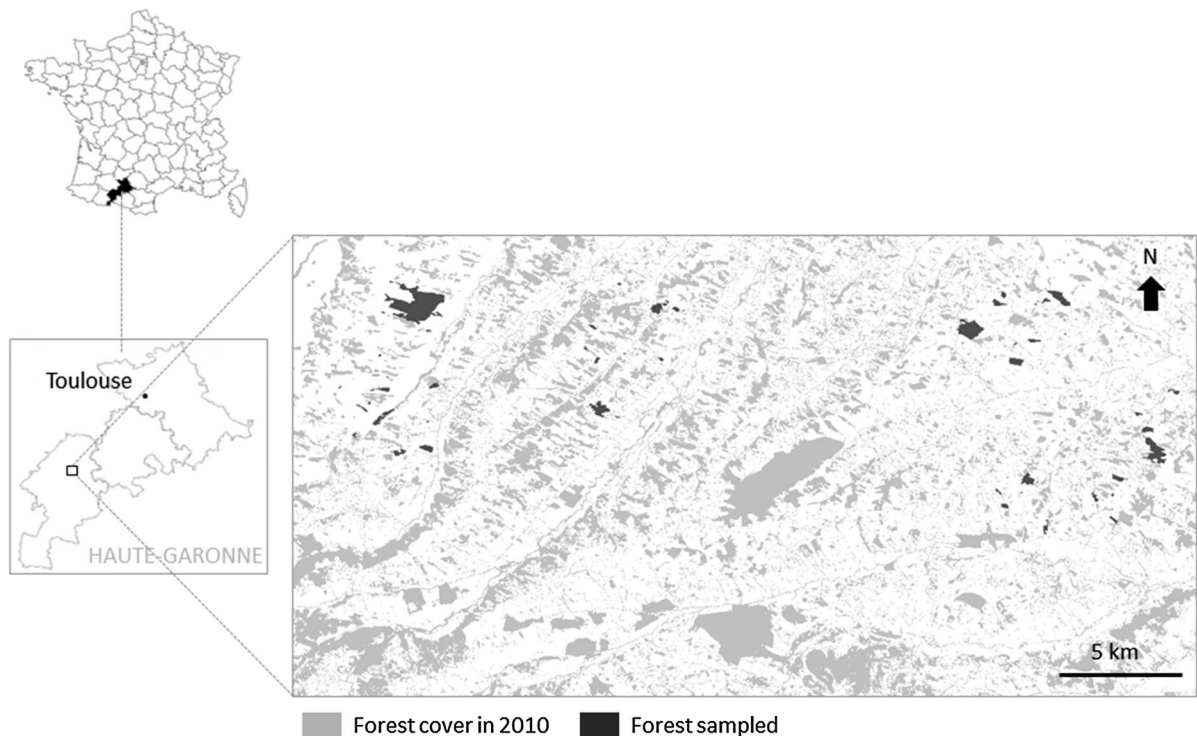 N
Toulouse
HAUTE-GARONNE
5 km
Forest cover in 2010
Forest sampled